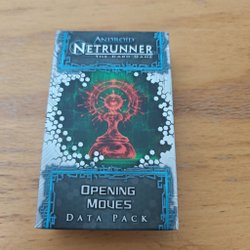 ANDROID
NETRUNNER
THE CARD GAME
OPENING
MOVES
DATA PACK